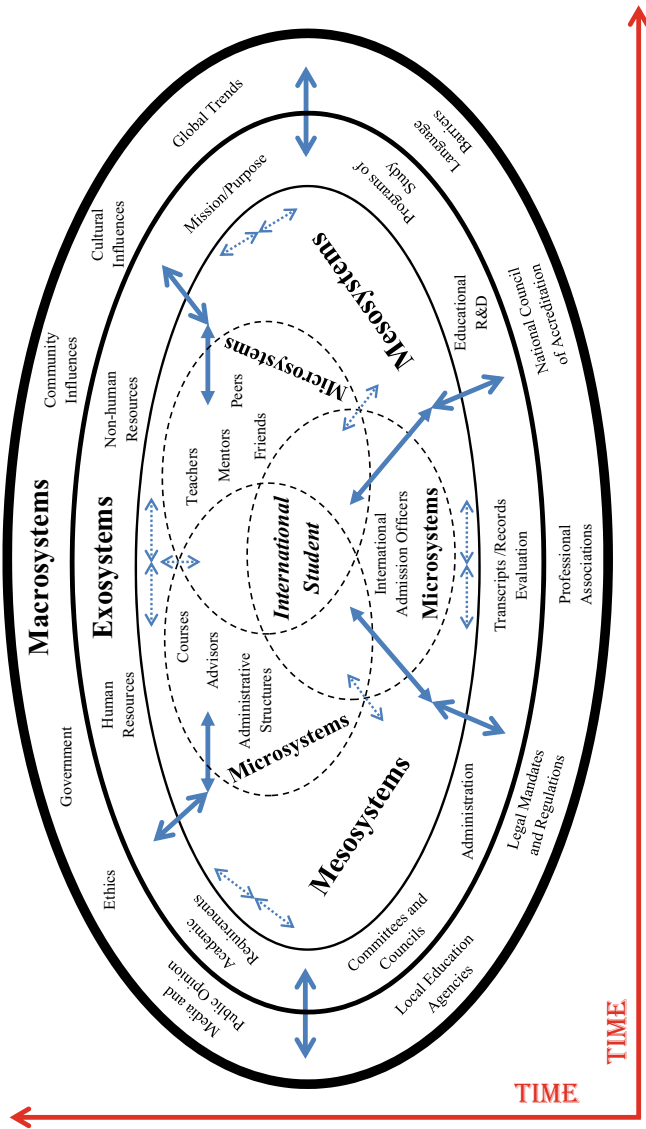 Macrosystems
Media and
Public Opinion
Ethics
Government
Community
Influences
Cultural
Influences
Global Trends
Language
Barriers
National Council
of Accreditation
Professional
Associations
Legal Mandates
and Regulations
Local Education
Agencies
Exosystems
Academic
Requirements
Human
Resources
Non-human
Resources
Mission/Purpose
Programs of
Study
Educational
R&D
Transcripts /Records
Evaluation
Administration
Committees and
Councils
Mesosystems
Mesosystems
Microsystems
Courses
Advisors
Administrative
Structures
Microsystems
Teachers
Mentors
Friends
Peers
International
Student
International
Admission Officers
Microsystems
TIME
TIME